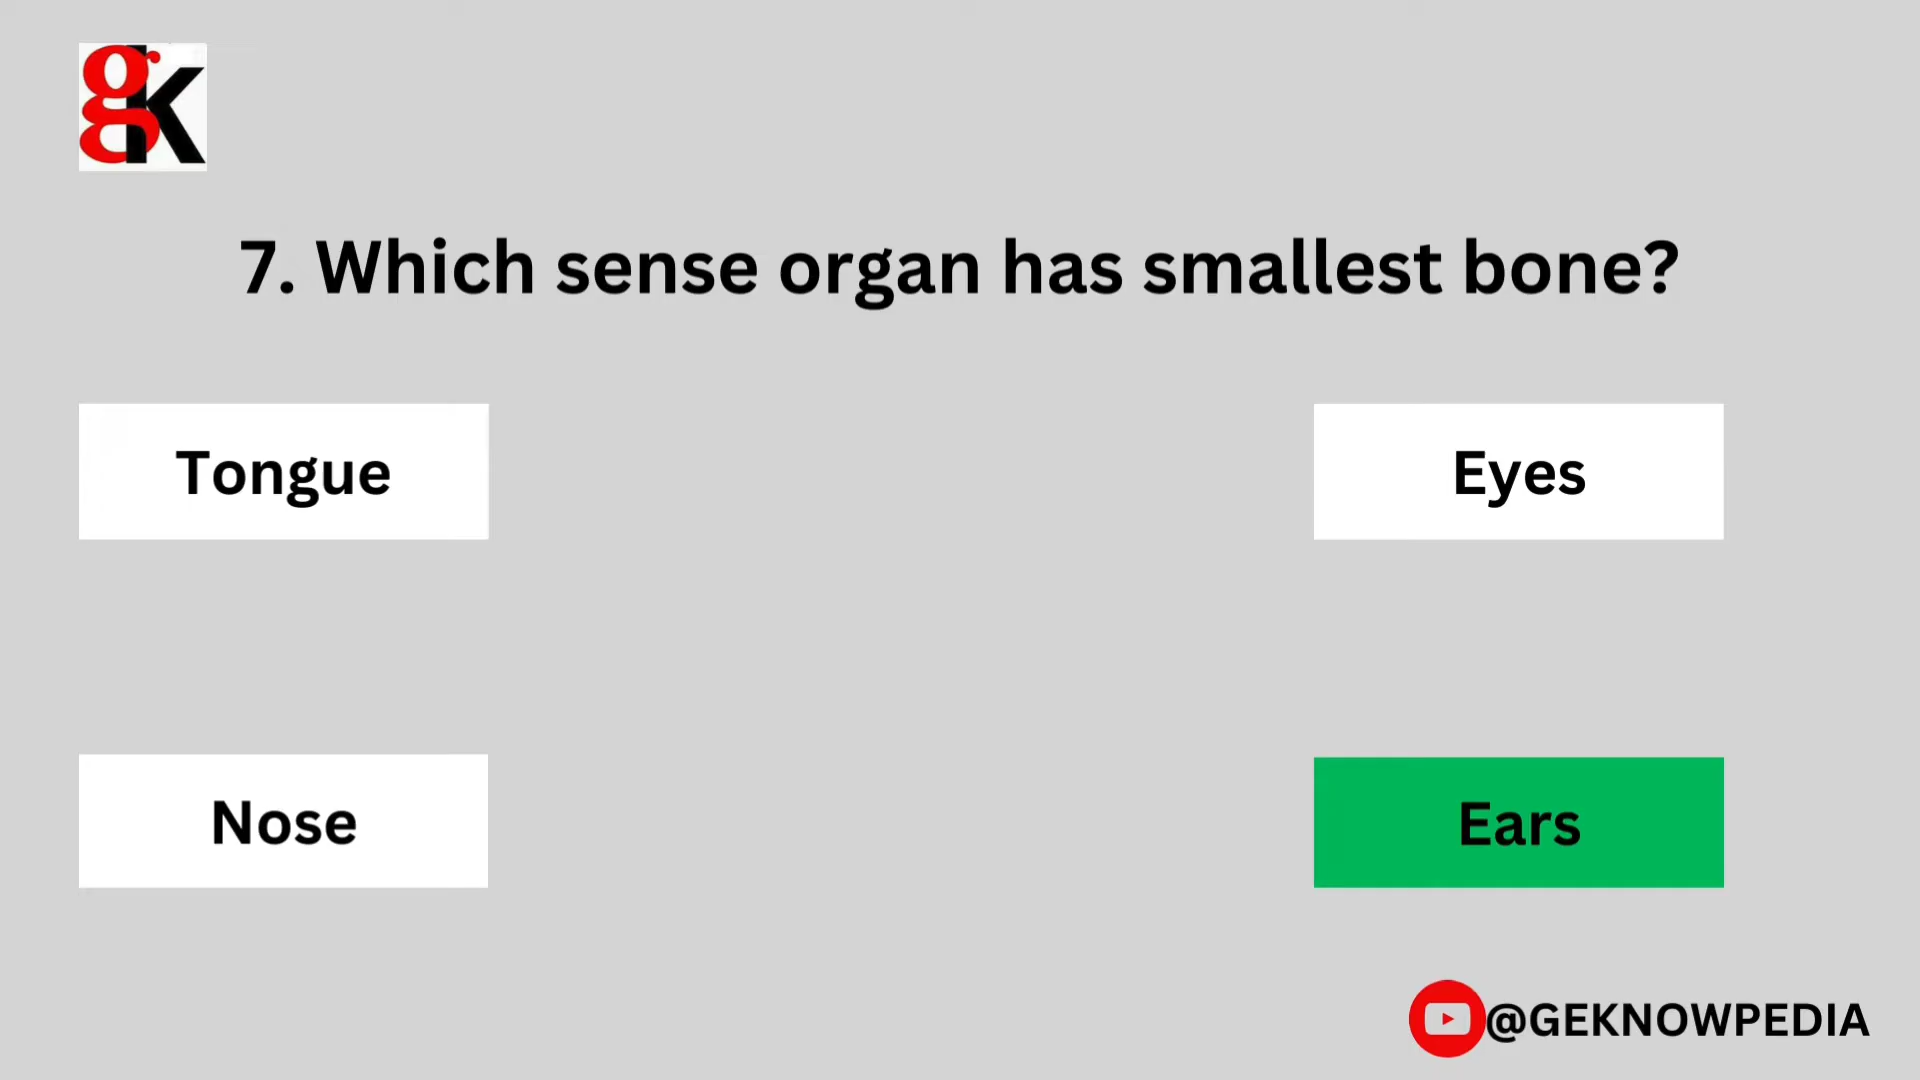 gk
7. Which sense organ has smallest bone?
Tongue
Eyes
Nose
Ears
@GEKNOWPEDIA